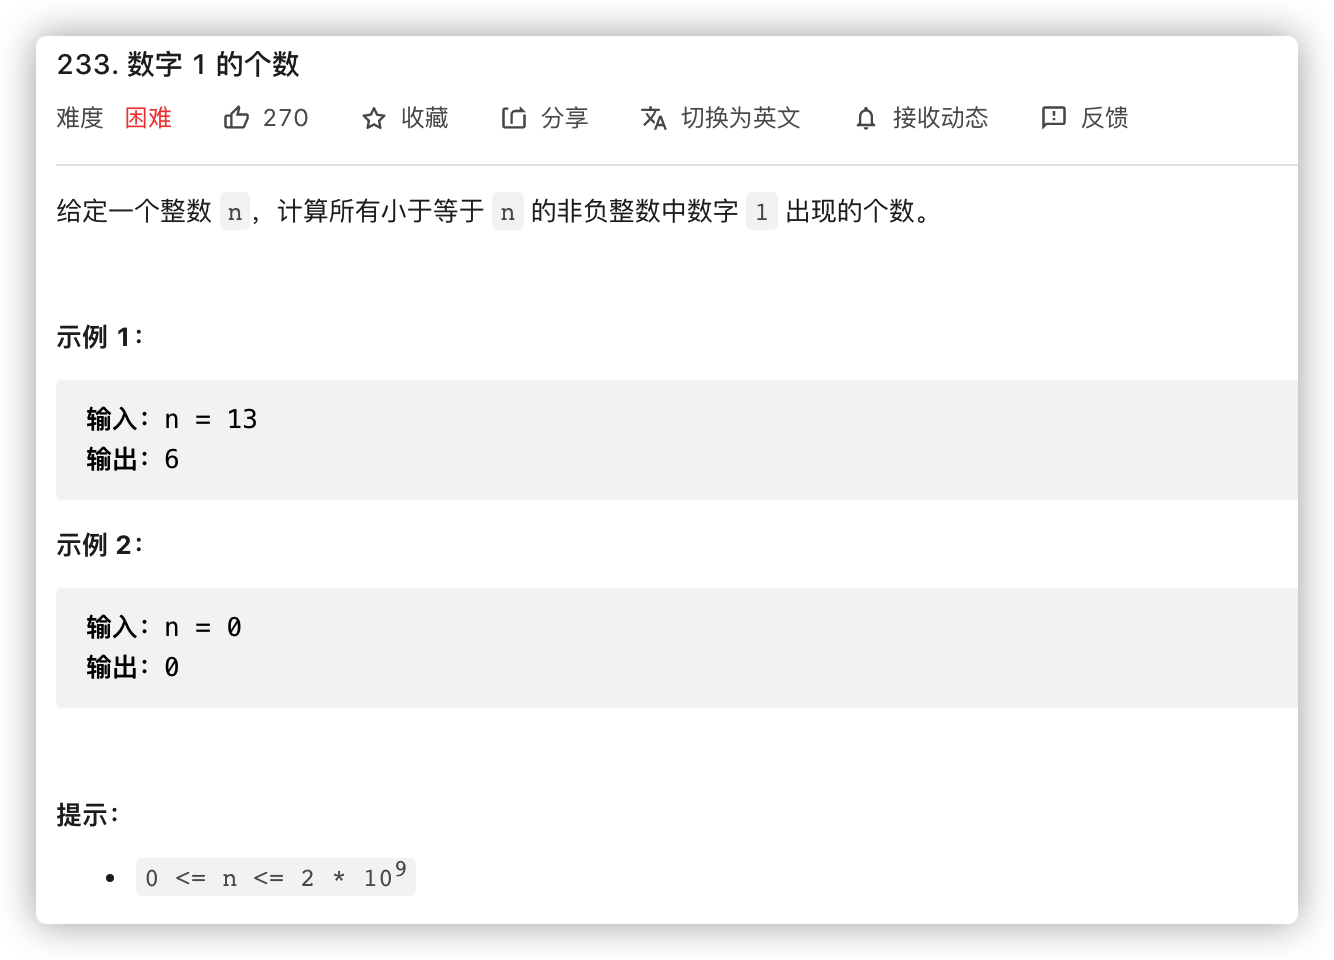 233. 数字 1 的个数
难度 困难 270 收藏 分享 切换为英文 接收动态 反馈
给定一个整数 n，计算所有小于等于 n 的非负整数中数字 1 出现的个数。
示例 1：
输入：n = 13
输出：6
示例 2：
输入：n = 0
输出：0
提示：
• 0 <= n <= 2 * 10⁹